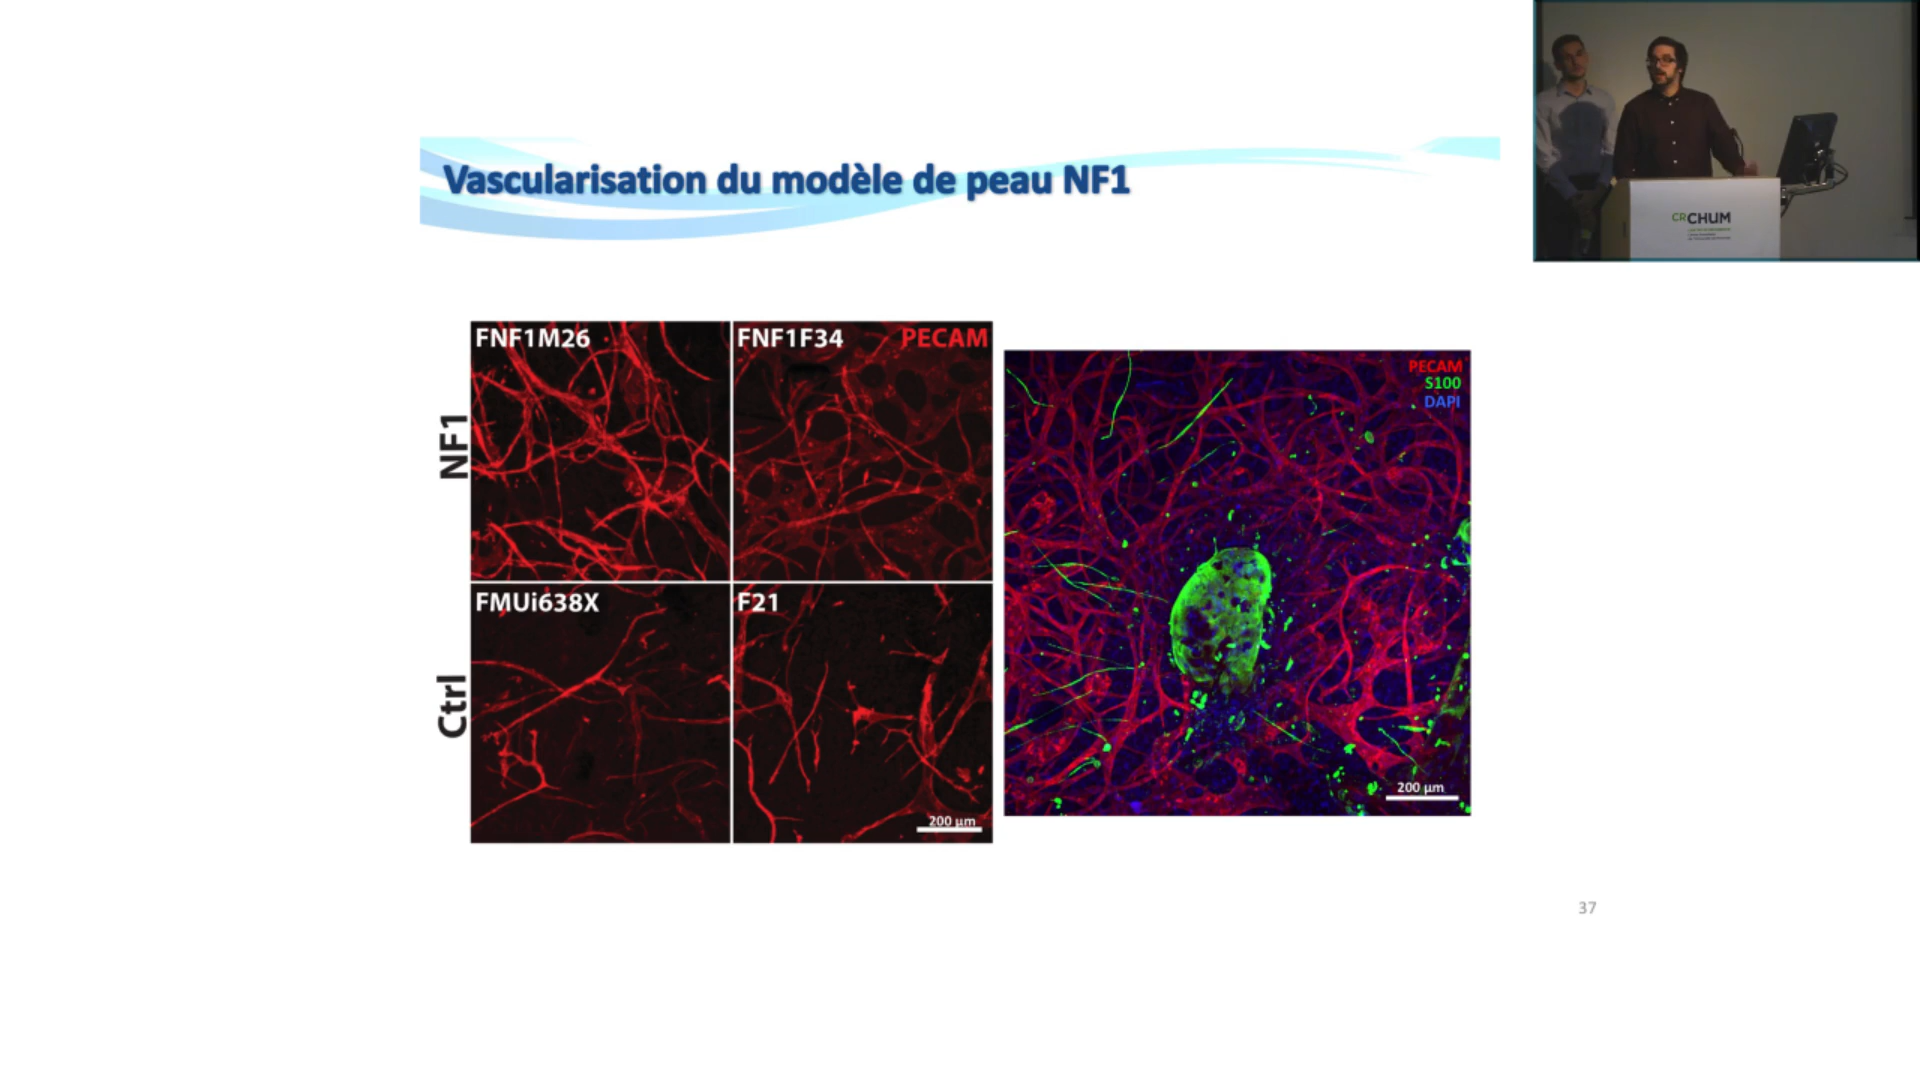 Vascularisation du modèle de peau NF1
CRCHUM
NF1
FNF1M26
FNF1F34
PECAM
Ctrl
FMUi638X
F21
200 µm
PECAM
S100
DAPI
200 µm
37